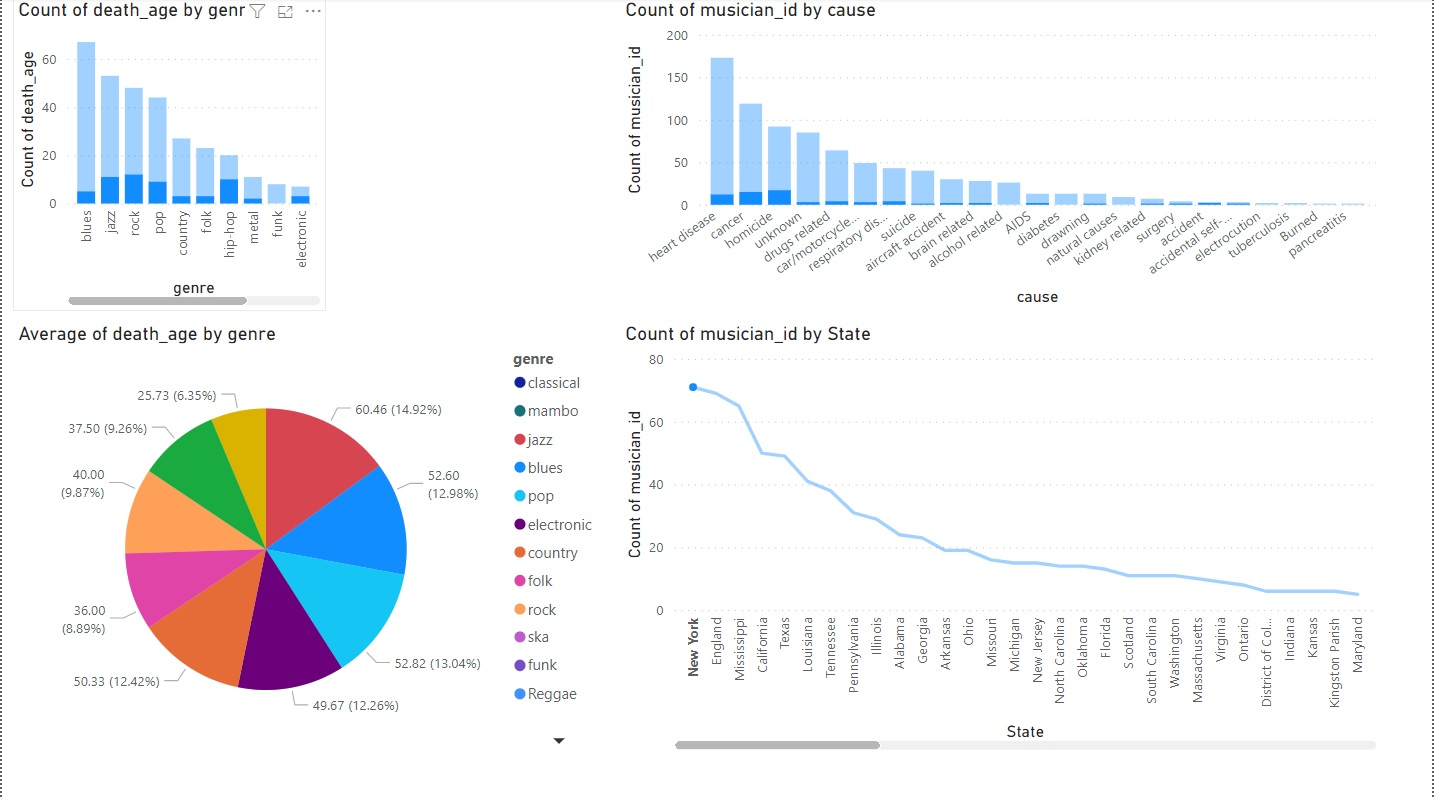 Count of death_age by genr
Count of death_age
60
40
20
0
blues
jazz
rock
pop
country
folk
hip-hop
metal
funk
electronic
genre
Count of musician_id by cause
Count of musician_id
200
150
100
50
0
heart disease
cancer
homicide
unknown
drugs related
car/motorcycle...
respiratory dis...
suicide
aircraft accident
brain related
alcohol related
AIDS
diabetes
drawning
natural causes
kidney related
surgery
accident
accidental self-...
electrocution
tuberculosis
Burned
pancreatitis
cause
Average of death_age by genre
25.73 (6.35%)
60.46 (14.92%)
37.50 (9.26%)
52.60
(12.98%)
40.00
(9.87%)
36.00
(8.89%)
52.82 (13.04%)
50.33 (12.42%)
49.67 (12.26%)
genre
classical
mambo
jazz
blues
pop
electronic
country
folk
rock
ska
funk
Reggae
Count of musician_id by State
Count of musician_id
80
60
40
20
0
New York
England
Mississippi
California
Texas
Louisiana
Tennessee
Pennsylvania
Illinois
Alabama
Georgia
Arkansas
Ohio
Missouri
Michigan
New Jersey
North Carolina
Oklahoma
Florida
Scotland
South Carolina
Washington
Massachusetts
Virginia
Ontario
District of Col...
Indiana
Kansas
Kingston Parish
Maryland
State